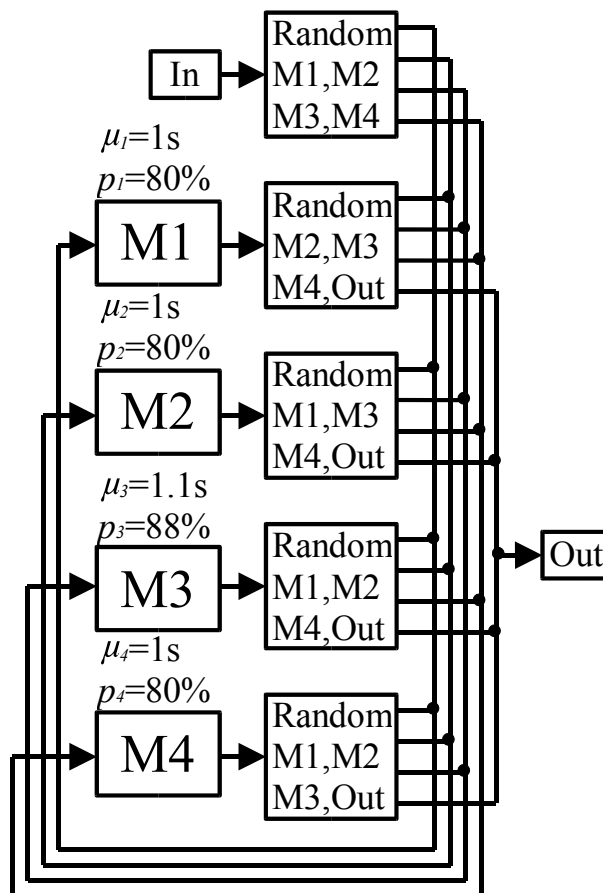 In
Random
M1,M2
M3,M4
μ1=1s
p1=80%
M1
Random
M2,M3
M4,Out
μ2=1s
p2=80%
M2
Random
M1,M3
M4,Out
μ3=1.1s
p3=88%
M3
Random
M1,M2
M4,Out
Out
μ4=1s
p4=80%
M4
Random
M1,M2
M3,Out